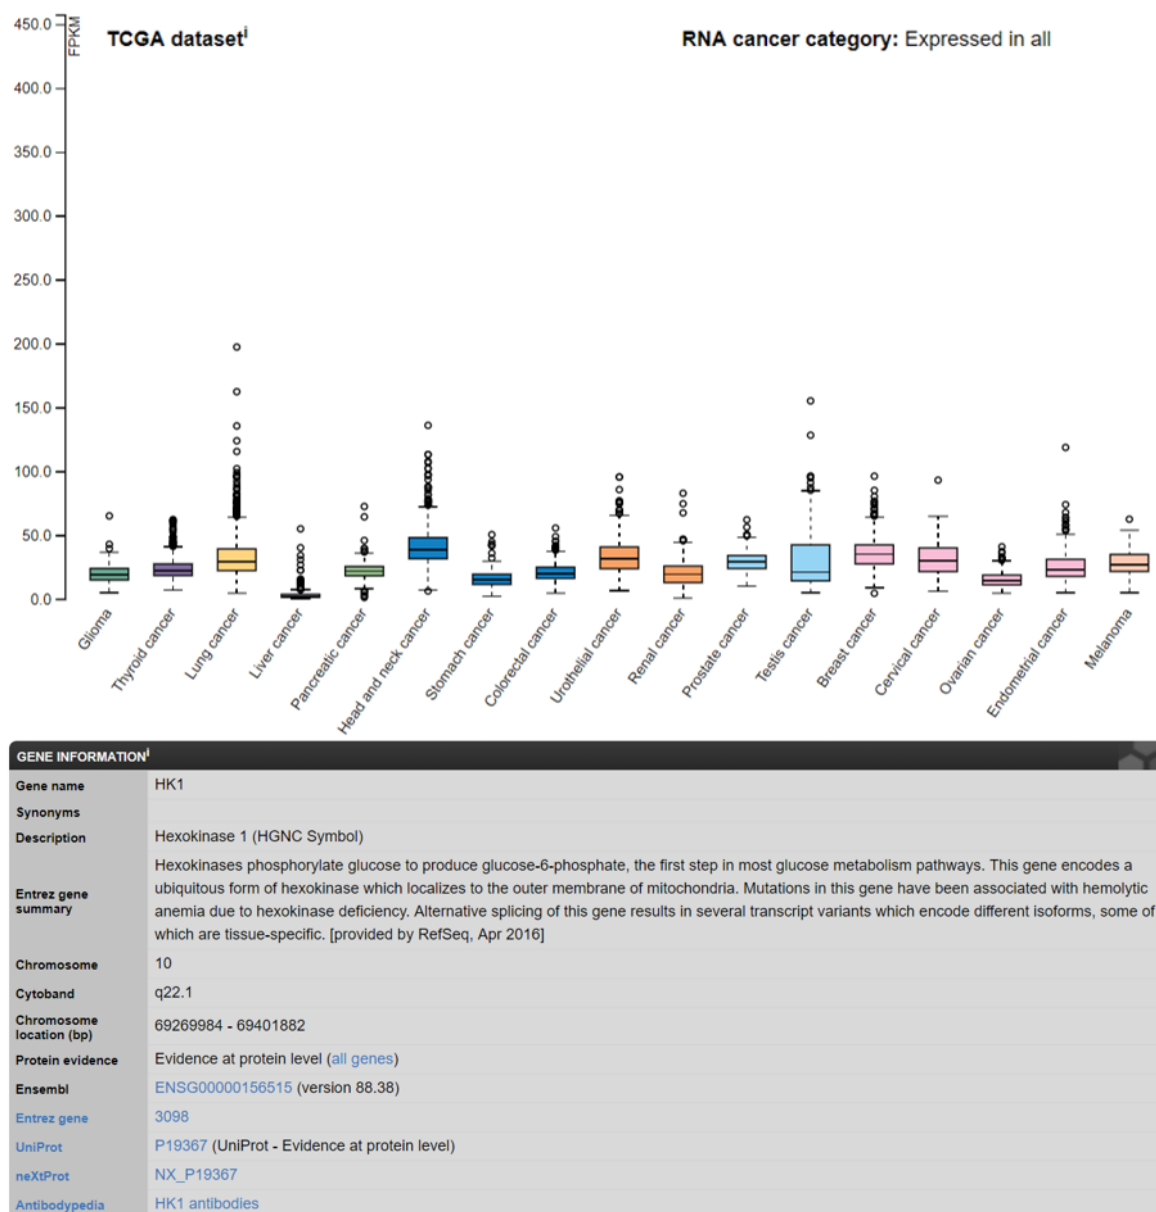 450.0
FPKM
TCGA datasetⁱ
RNA cancer category: Expressed in all
400.0
350.0
300.0
250.0
200.0
150.0
100.0
50.0
0.0
Glioma
Thyroid cancer
Lung cancer
Liver cancer
Pancreatic cancer
Head and neck cancer
Stomach cancer
Colorectal cancer
Urothelial cancer
Renal cancer
Prostate cancer
Testis cancer
Breast cancer
Cervical cancer
Ovarian cancer
Endometrial cancer
Melanoma
GENE INFORMATIONⁱ
Gene name HK1
Synonyms
Description Hexokinase 1 (HGNC Symbol)
Entrez gene summary
Hexokinases phosphorylate glucose to produce glucose-6-phosphate, the first step in most glucose metabolism pathways. This gene encodes a
ubiquitous form of hexokinase which localizes to the outer membrane of mitochondria. Mutations in this gene have been associated with hemolytic
anemia due to hexokinase deficiency. Alternative splicing of this gene results in several transcript variants which encode different isoforms, some of
which are tissue-specific. [provided by RefSeq, Apr 2016]
Chromosome 10
Cytoband q22.1
Chromosome location (bp) 69269984 - 69401882
Protein evidence Evidence at protein level (all genes)
Ensembl ENSG00000156515 (version 88.38)
Entrez gene 3098
UniProt P19367 (UniProt - Evidence at protein level)
neXtProt NX_P19367
Antibodypedia HK1 antibodies